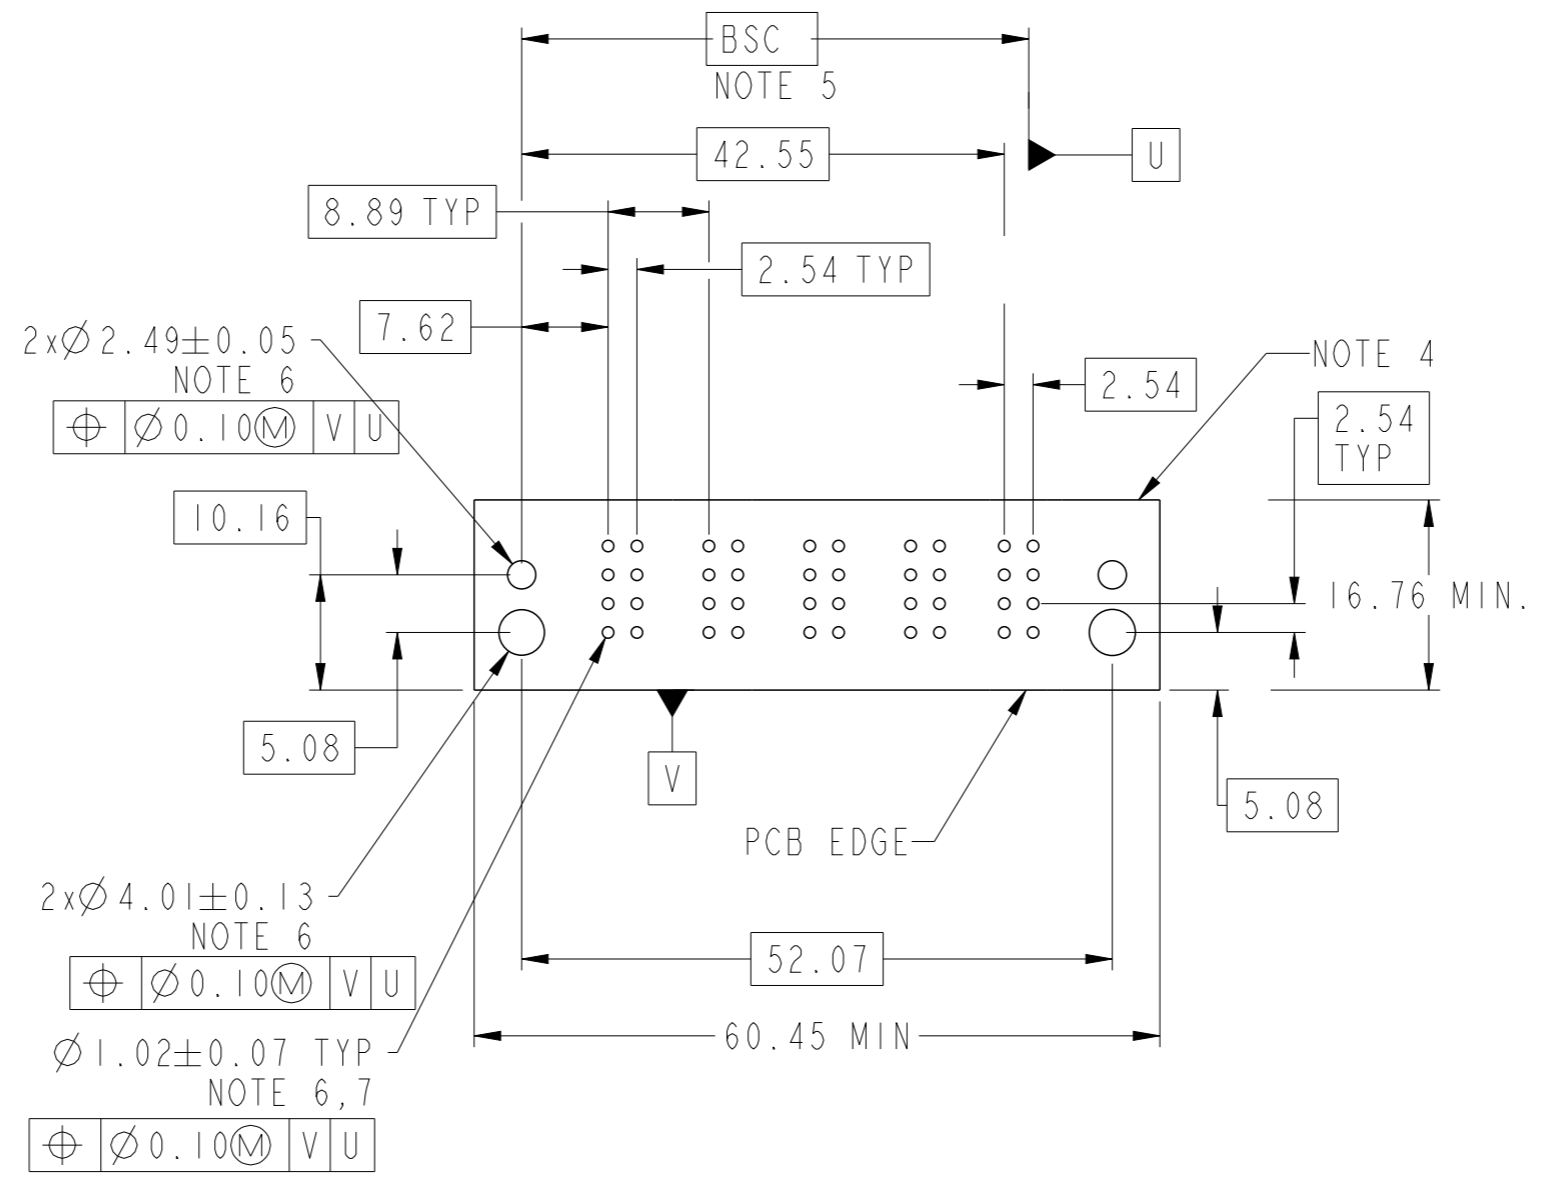 BSC
NOTE 5
42.55
U
8.89 TYP
2.54 TYP
7.62
2x∅2.49±0.05
NOTE 6
⌖ ∅0.10Ⓜ V U
NOTE 4
2.54
2.54
TYP
10.16
16.76 MIN.
5.08
V
5.08
PCB EDGE
2x∅4.01±0.13
NOTE 6
⌖ ∅0.10Ⓜ V U
52.07
60.45 MIN
∅1.02±0.07 TYP
NOTE 6,7
⌖ ∅0.10Ⓜ V U